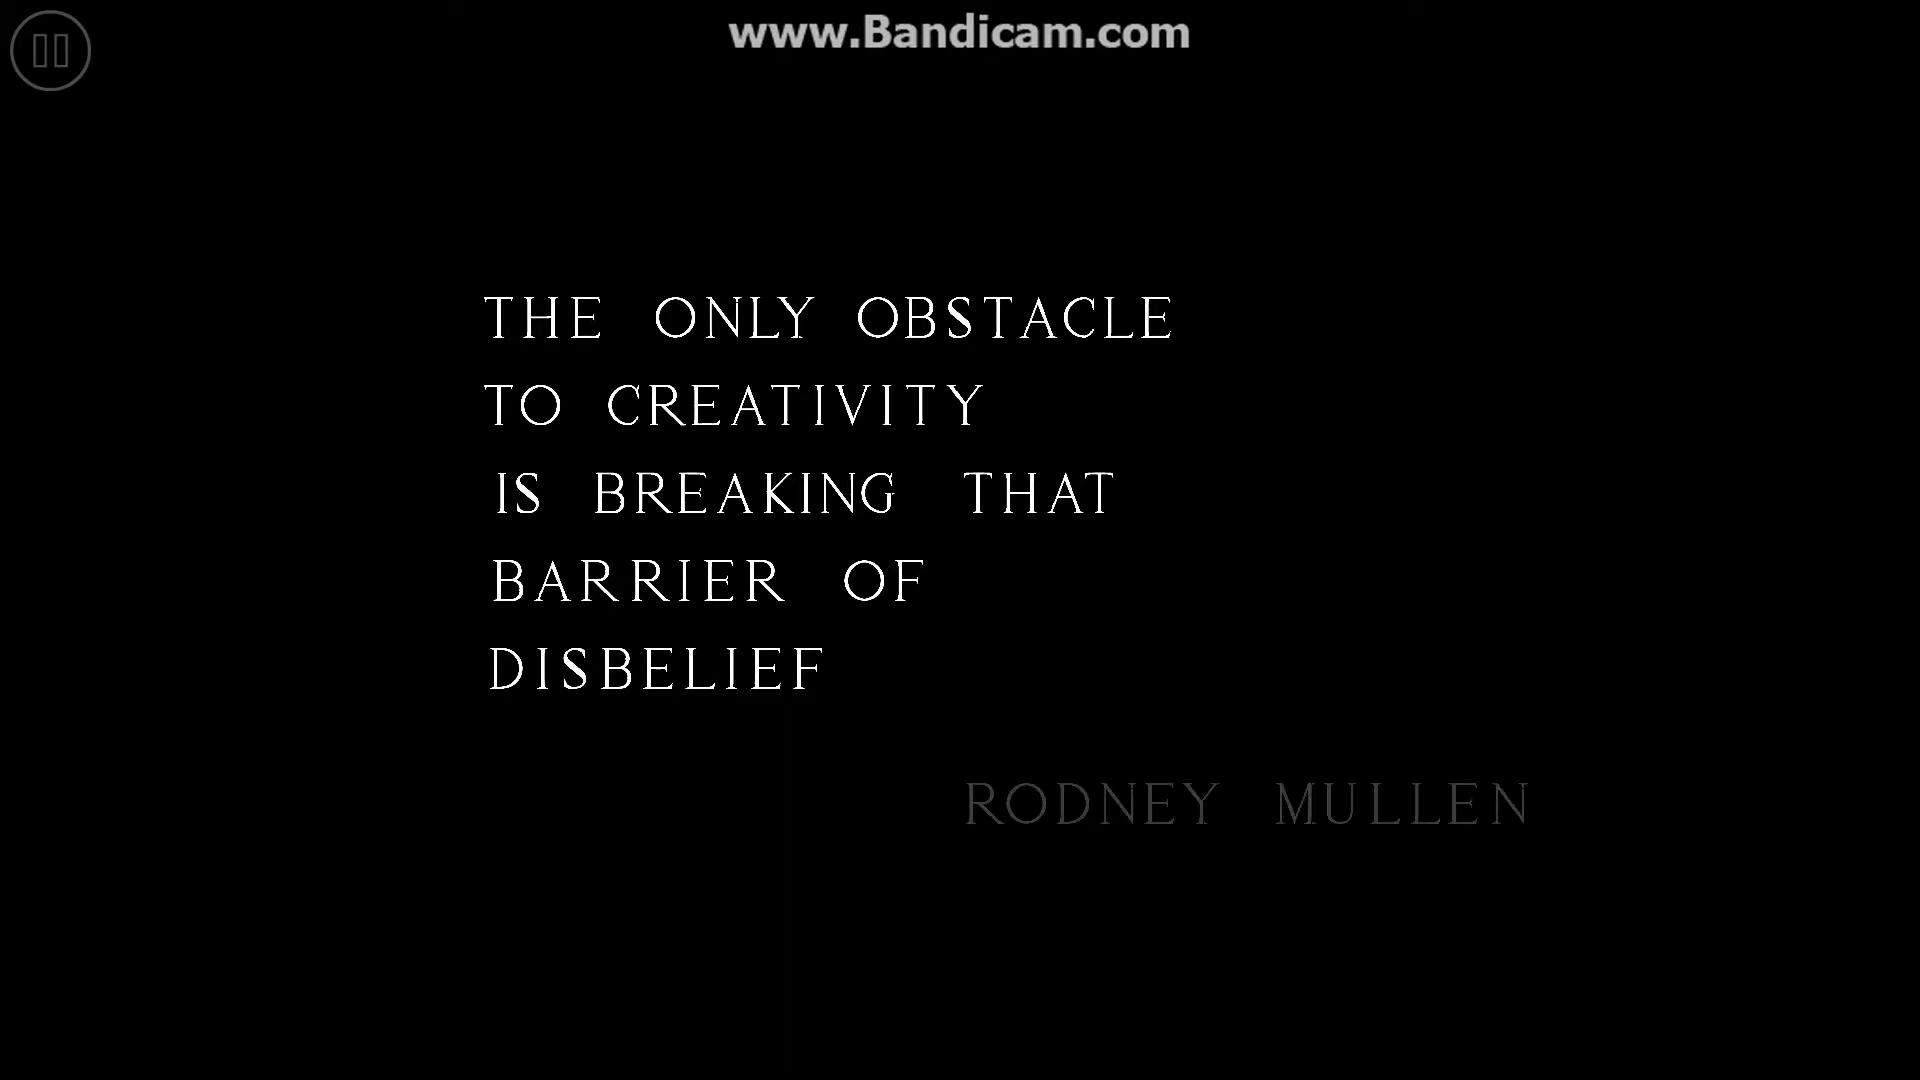 www.Bandicam.com
THE ONLY OBSTACLE
TO CREATIVITY
IS BREAKING THAT
BARRIER OF
DISBELIEF
RODNEY MULLEN